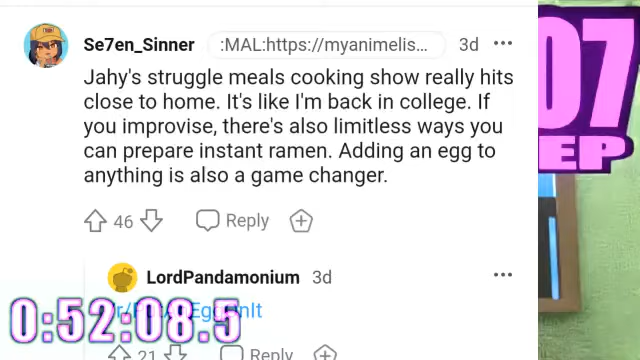 Se7en_Sinner :MAL:https://myanimelis... 3d
Jahy's struggle meals cooking show really hits
close to home. It's like I'm back in college. If
you improvise, there's also limitless ways you
can prepare instant ramen. Adding an egg to
anything is also a game changer.
46 Reply
LordPandamonium 3d
21 Reply
0:52:08.5
07
EP